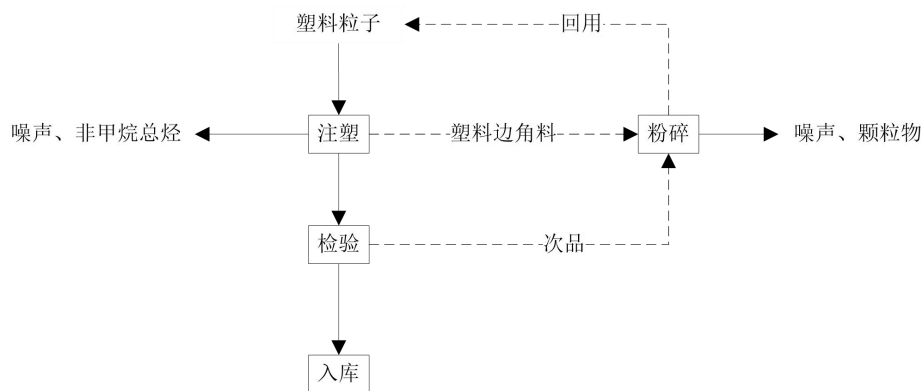 塑料粒子
回用
噪声、非甲烷总烃
注塑
塑料边角料
粉碎
噪声、颗粒物
检验
次品
入库